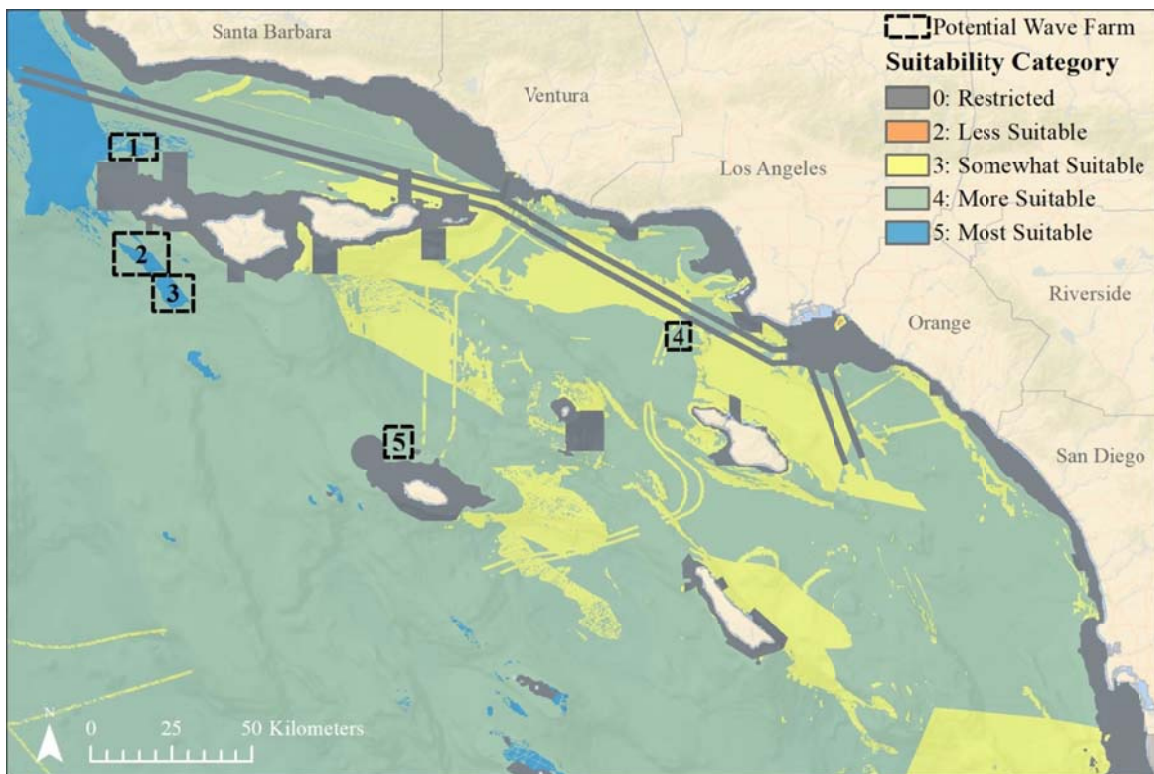 Santa Barbara
Ventura
Los Angeles
Riverside
Orange
San Diego
Potential Wave Farm
Suitability Category
0: Restricted
2: Less Suitable
3: Somewhat Suitable
4: More Suitable
5: Most Suitable
1
2
3
4
5
N
0 25 50 Kilometers